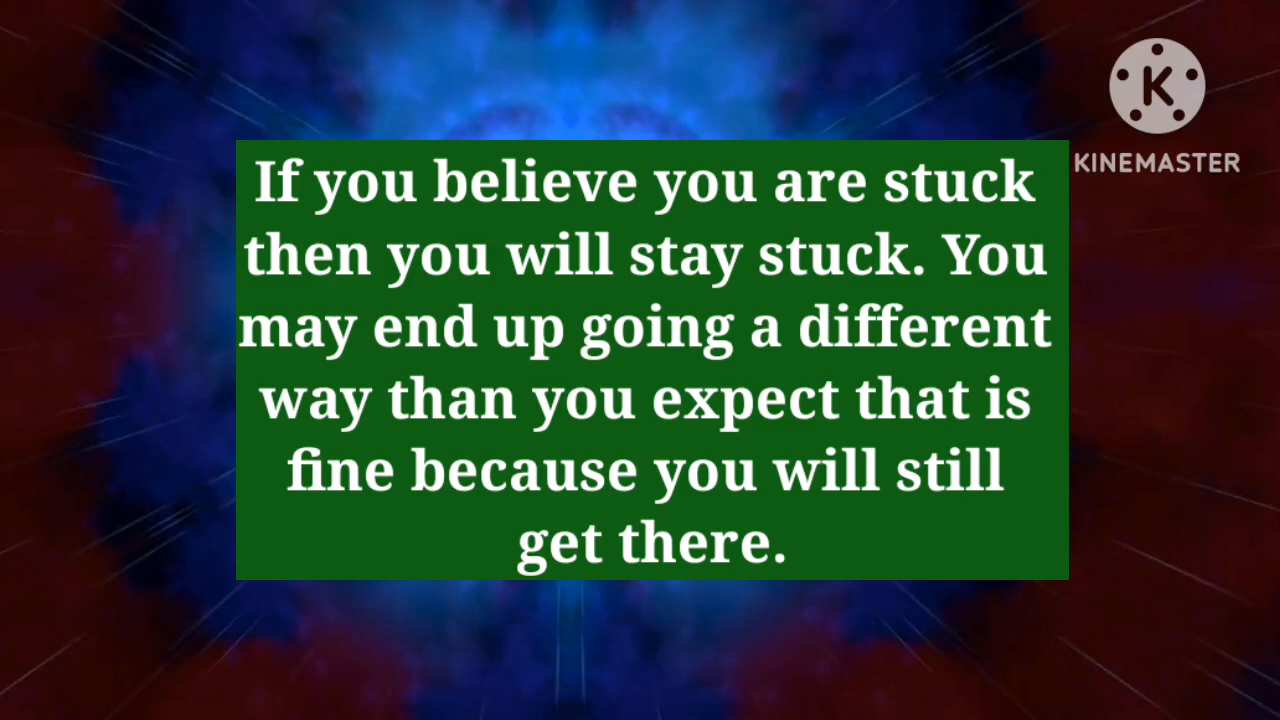 K
KINEMASTER
If you believe you are stuck
then you will stay stuck. You
may end up going a different
way than you expect that is
fine because you will still
get there.